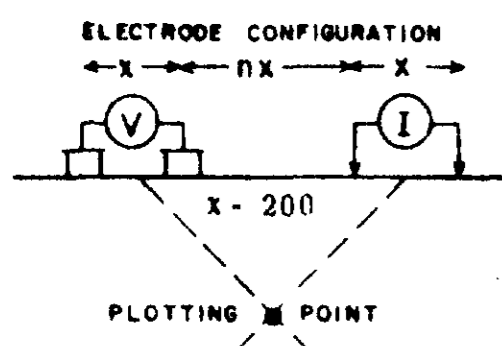 ELECTRODE CONFIGURATION
X nX X
V I
X - 200
PLOTTING POINT